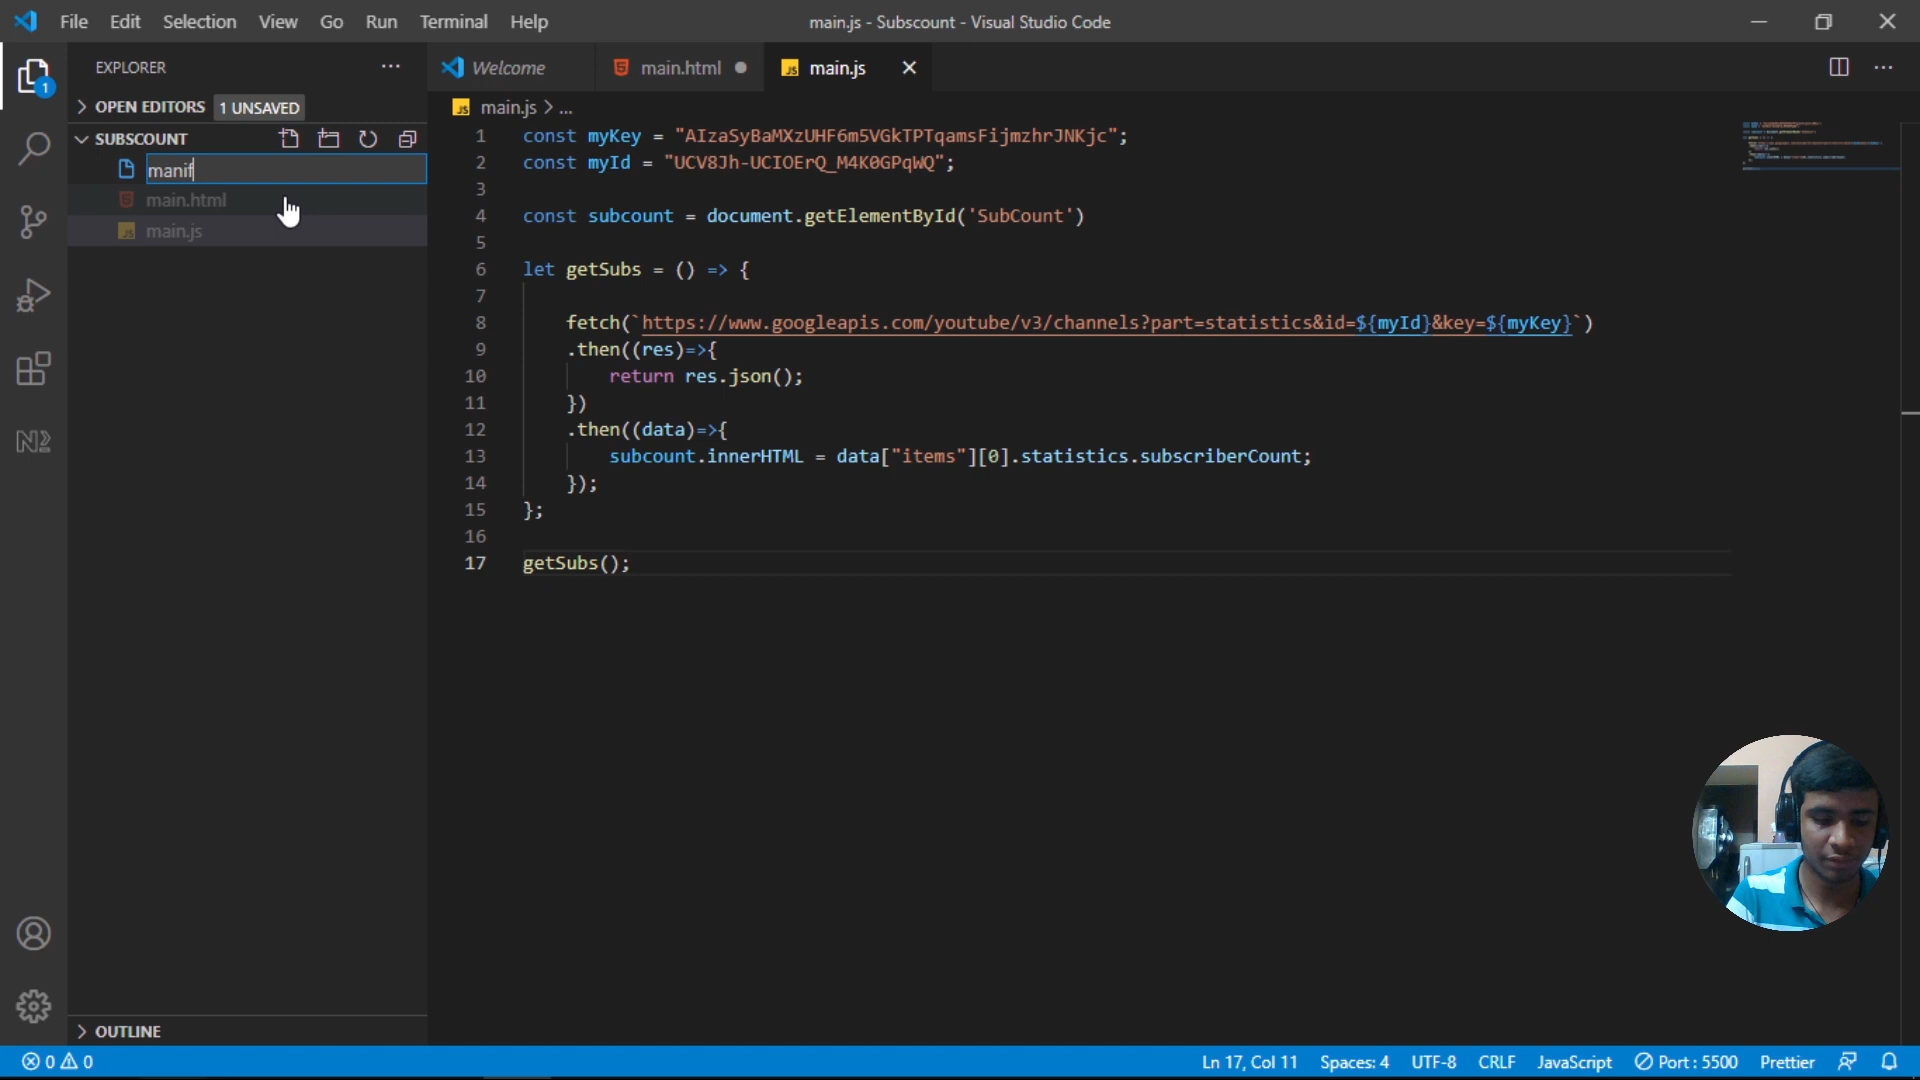 File Edit Selection View Go Run Terminal Help
main.js - Subscount - Visual Studio Code
EXPLORER
1
OPEN EDITORS 1 UNSAVED
SUBSCOUNT
manif
main.html
main.js
Welcome
main.html
JS main.js
JS main.js > ...
1 const myKey = "AIzaSyBaMXzUHF6m5VGkTPTqamsFijmzhrJNKjc";
2 const myId = "UCV8Jh-UCIOErQ_M4K0GPqWQ";
3
4 const subcount = document.getElementById('SubCount')
5
6 let getSubs = () => {
7
8 fetch(`https://www.googleapis.com/youtube/v3/channels?part=statistics&id=${myId}&key=${myKey}`)
9 .then((res)=>{
10 return res.json();
11 })
12 .then((data)=>{
13 subcount.innerHTML = data["items"][0].statistics.subscriberCount;
14 });
15 };
16
17 getSubs();
OUTLINE
0 0
Ln 17, Col 11 Spaces: 4 UTF-8 CRLF JavaScript Port : 5500 Prettier